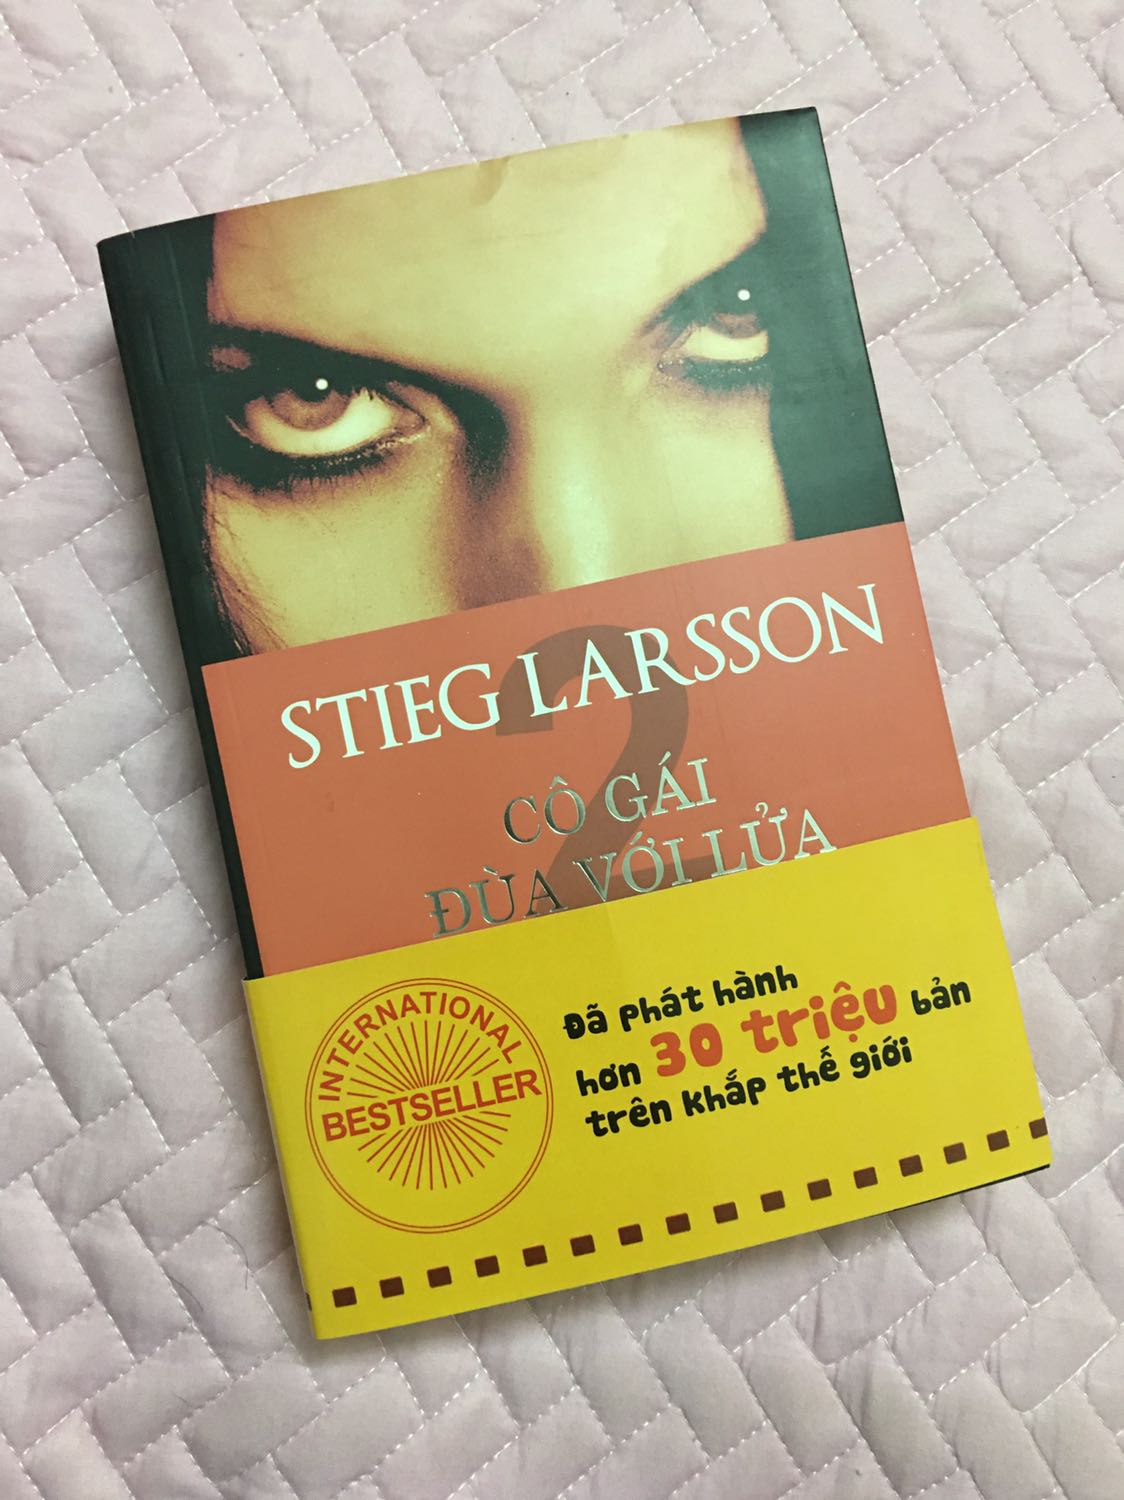 STIEG LARSSON
2
CÔ GÁI
ĐÙA VỚI LỬA
INTERNATIONAL
BESTSELLER
Đã phát hành
hơn 30 triệu bản
trên khắp thế giới